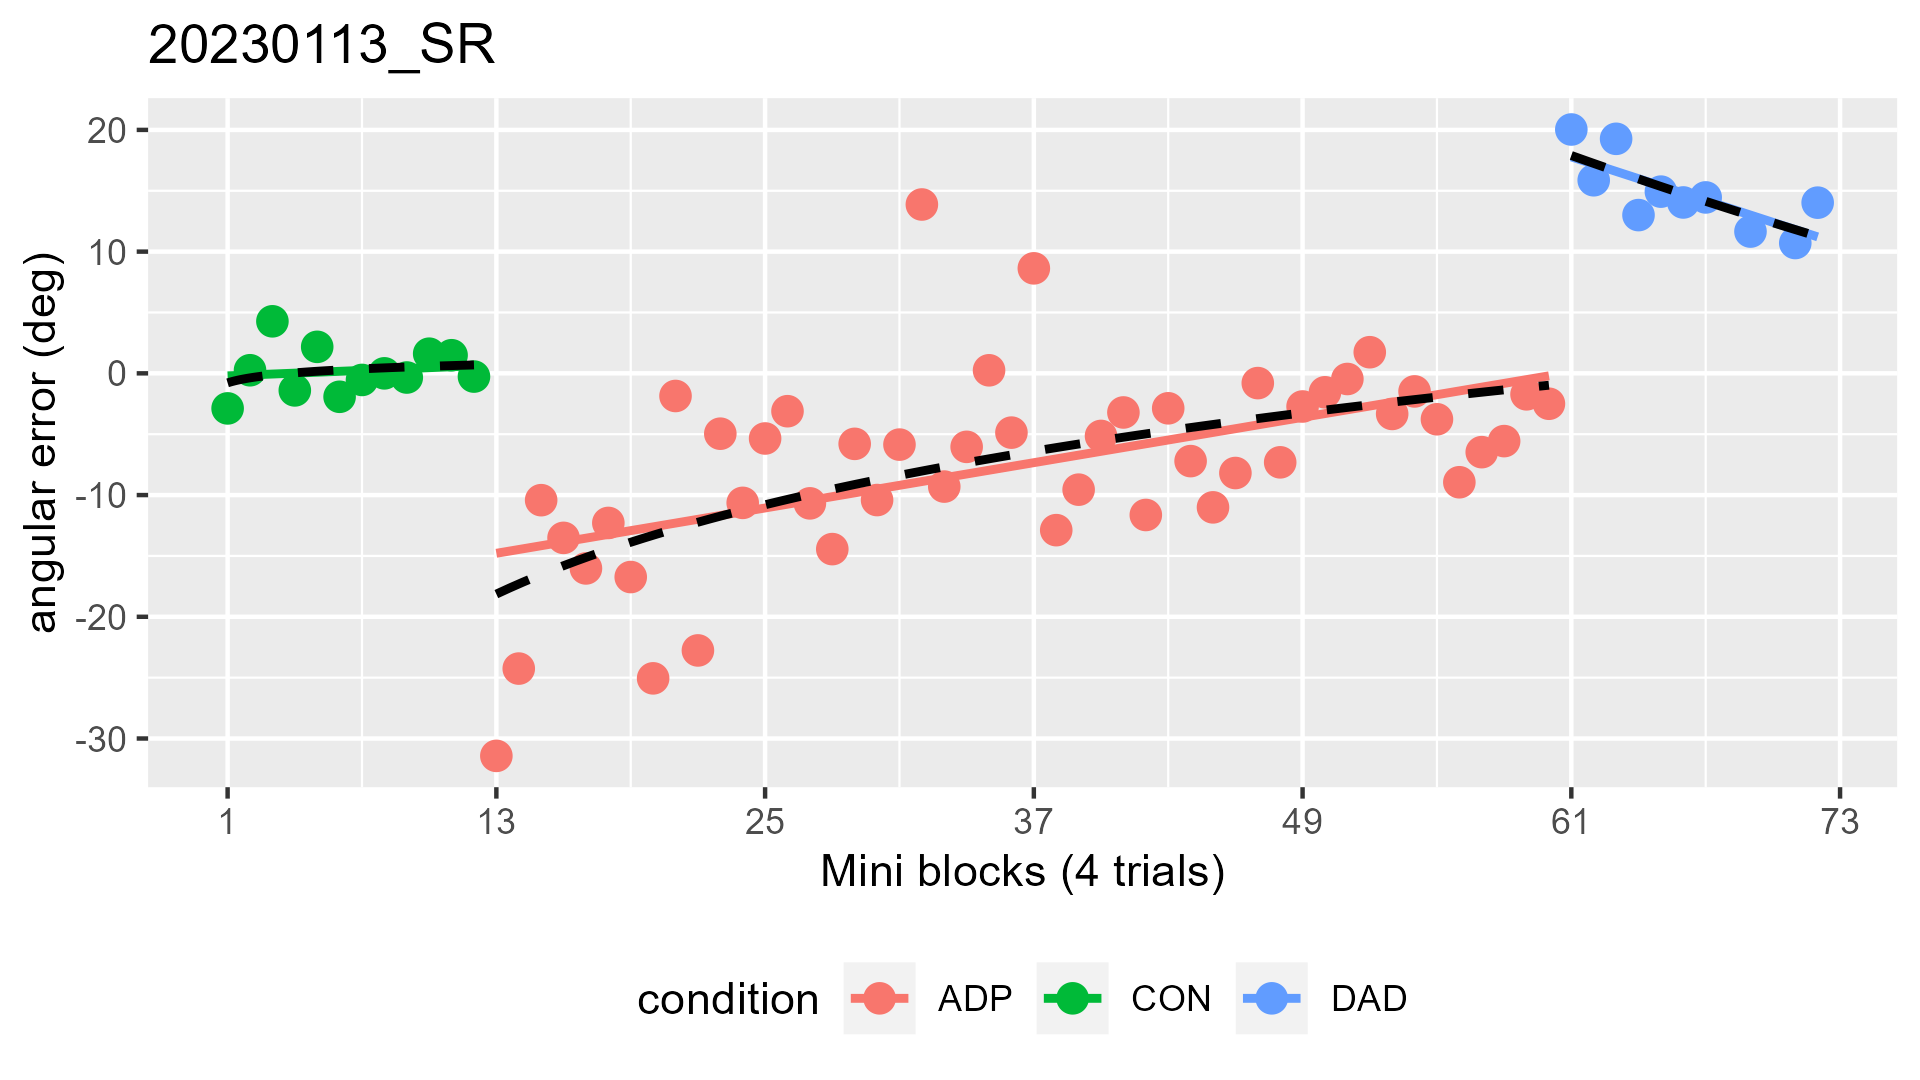 20230113_SR
angular error (deg)
20
10
0
-10
-20
-30
1 13 25 37 49 61 73
Mini blocks (4 trials)
condition ADP CON DAD